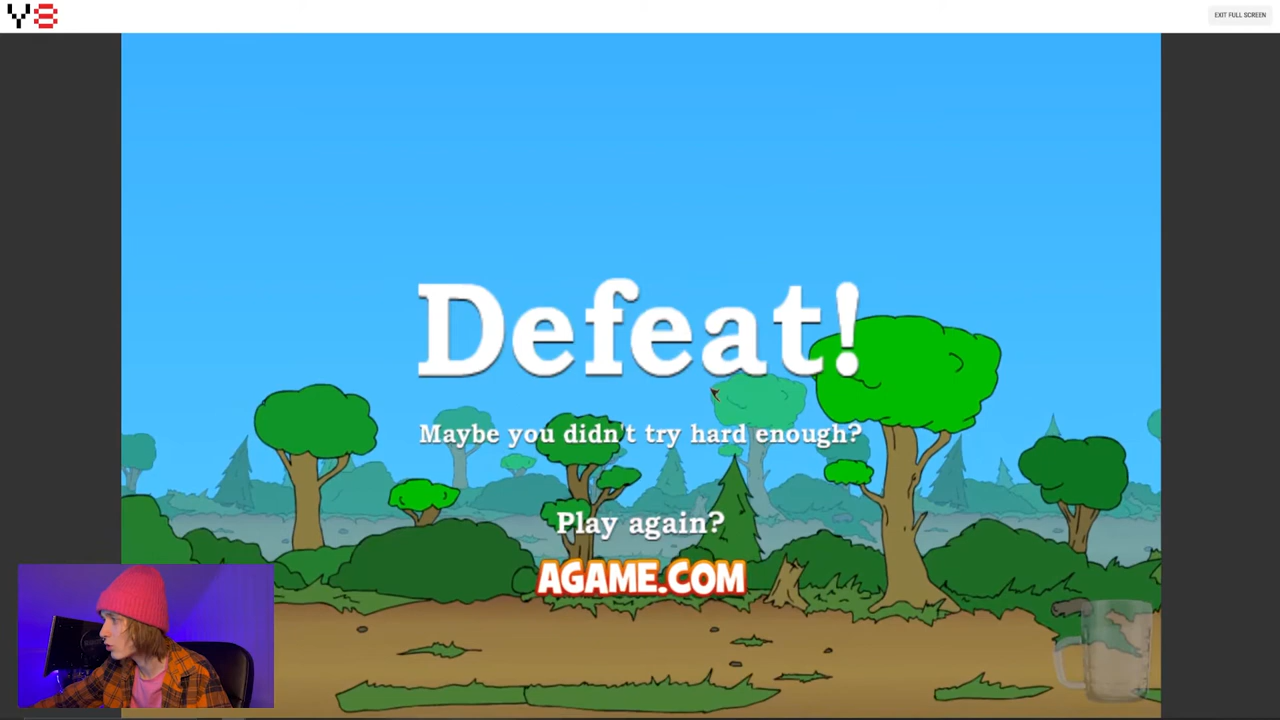 Y8
EXIT FULL SCREEN
Defeat!
Maybe you didn't try hard enough?
Play again?
AGAME.COM